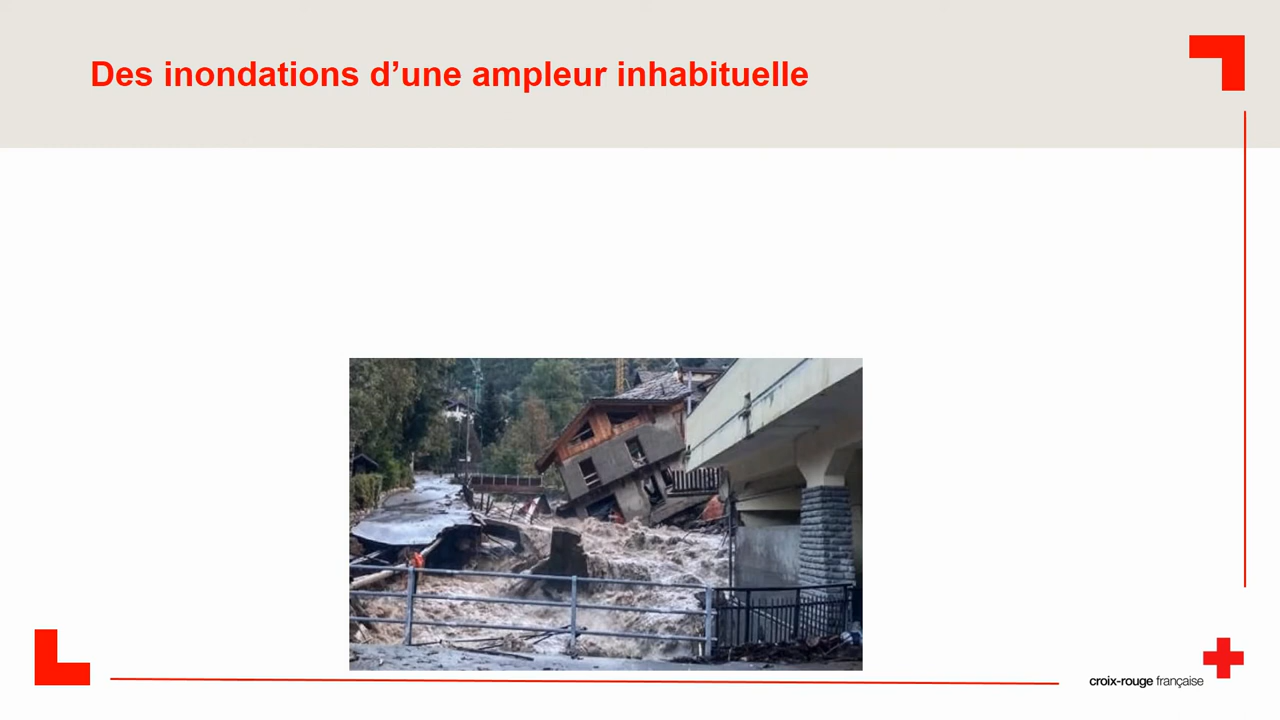 Des inondations d’une ampleur inhabituelle
croix-rouge française